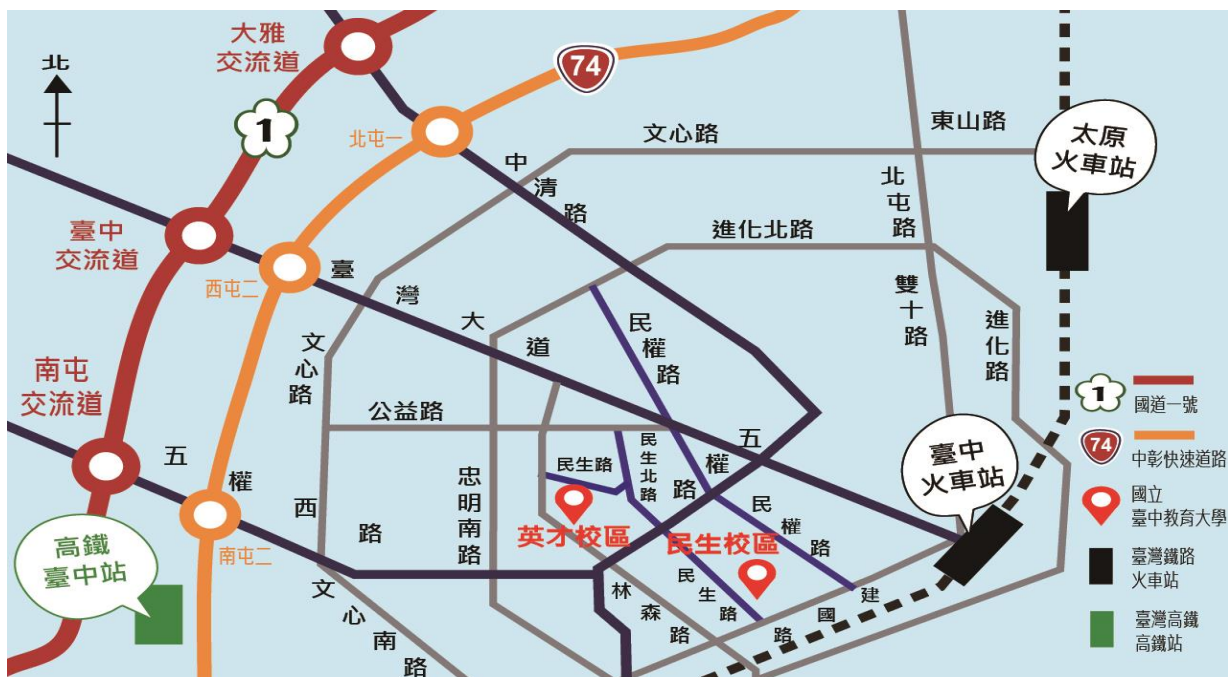 大雅
交流道
北
74
1
北屯一
文心路
東山路
太原
火車站
中清路
北屯路
臺中
交流道
進化北路
西屯二
臺灣大道
雙十路
文心路
民權路
進化路
南屯
交流道
公益路
1
國道一號
五權西路
忠明南路
民生路
民生北路
五權路
74
中彰快速道路
臺中
火車站
國立
臺中教育大學
英才校區
民生校區
民權路
高鐵
臺中站
南屯二
臺灣鐵路
火車站
文心南路
林森路
民生路
建國路
臺灣高鐵
高鐵站